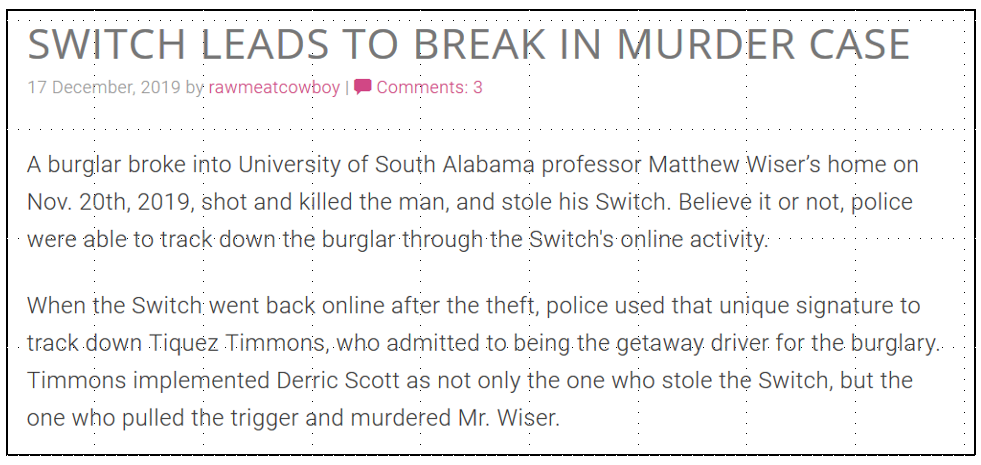 SWITCH LEADS TO BREAK IN MURDER CASE
17 December, 2019 by rawmeatcowboy | Comments: 3
A burglar broke into University of South Alabama professor Matthew Wiser’s home on
Nov. 20th, 2019, shot and killed the man, and stole his Switch. Believe it or not, police
were able to track down the burglar through the Switch's online activity.
When the Switch went back online after the theft, police used that unique signature to
track down Tiquez Timmons, who admitted to being the getaway driver for the burglary.
Timmons implemented Derric Scott as not only the one who stole the Switch, but the
one who pulled the trigger and murdered Mr. Wiser.